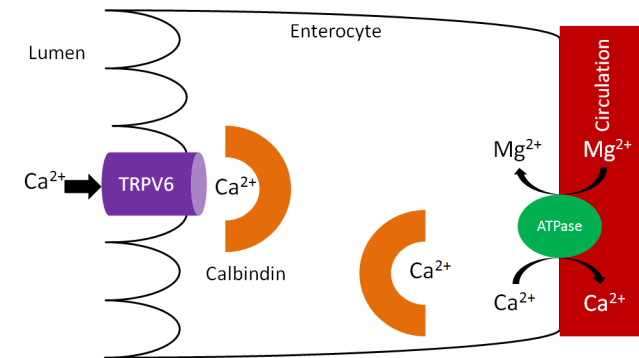 Enterocyte
Lumen
Circulation
Mg²⁺
Mg²⁺
Ca²⁺
TRPV6
Ca²⁺
ATPase
Calbindin
Ca²⁺
Ca²⁺
Ca²⁺